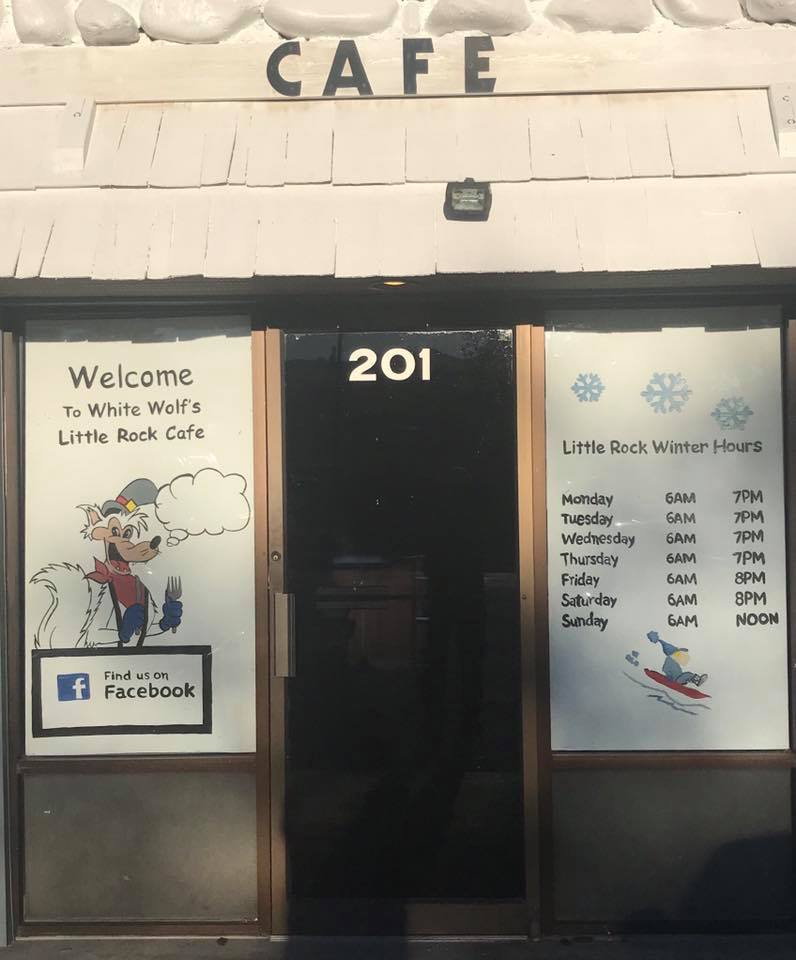 CAFE
201
Welcome
To White Wolf's
Little Rock Cafe
f
Find us on
Facebook
Little Rock Winter Hours
Monday 6AM 7PM
Tuesday 6AM 7PM
Wednesday 6AM 7PM
Thursday 6AM 7PM
Friday 6AM 8PM
Saturday 6AM 8PM
Sunday 6AM NOON